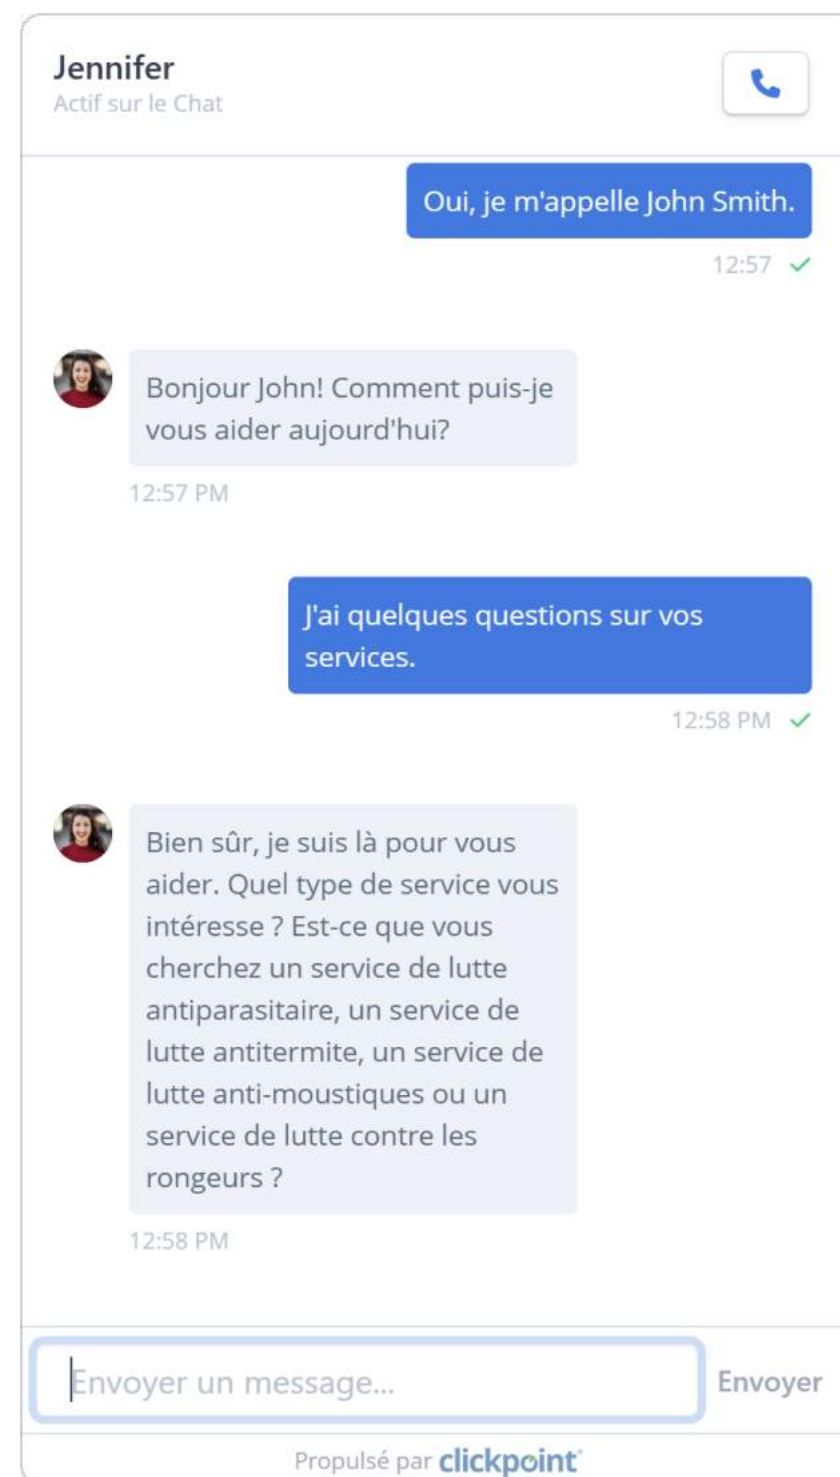 Jennifer
Actif sur le Chat
Oui, je m'appelle John Smith.
12:57
Bonjour John! Comment puis-je
vous aider aujourd'hui?
12:57 PM
J'ai quelques questions sur vos
services.
12:58 PM
Bien sûr, je suis là pour vous
aider. Quel type de service vous
intéresse ? Est-ce que vous
cherchez un service de lutte
antiparasitaire, un service de
lutte antitermite, un service de
lutte anti-moustiques ou un
service de lutte contre les
rongeurs ?
12:58 PM
Envoyer un message...
Envoyer
Propulsé par clickpoint